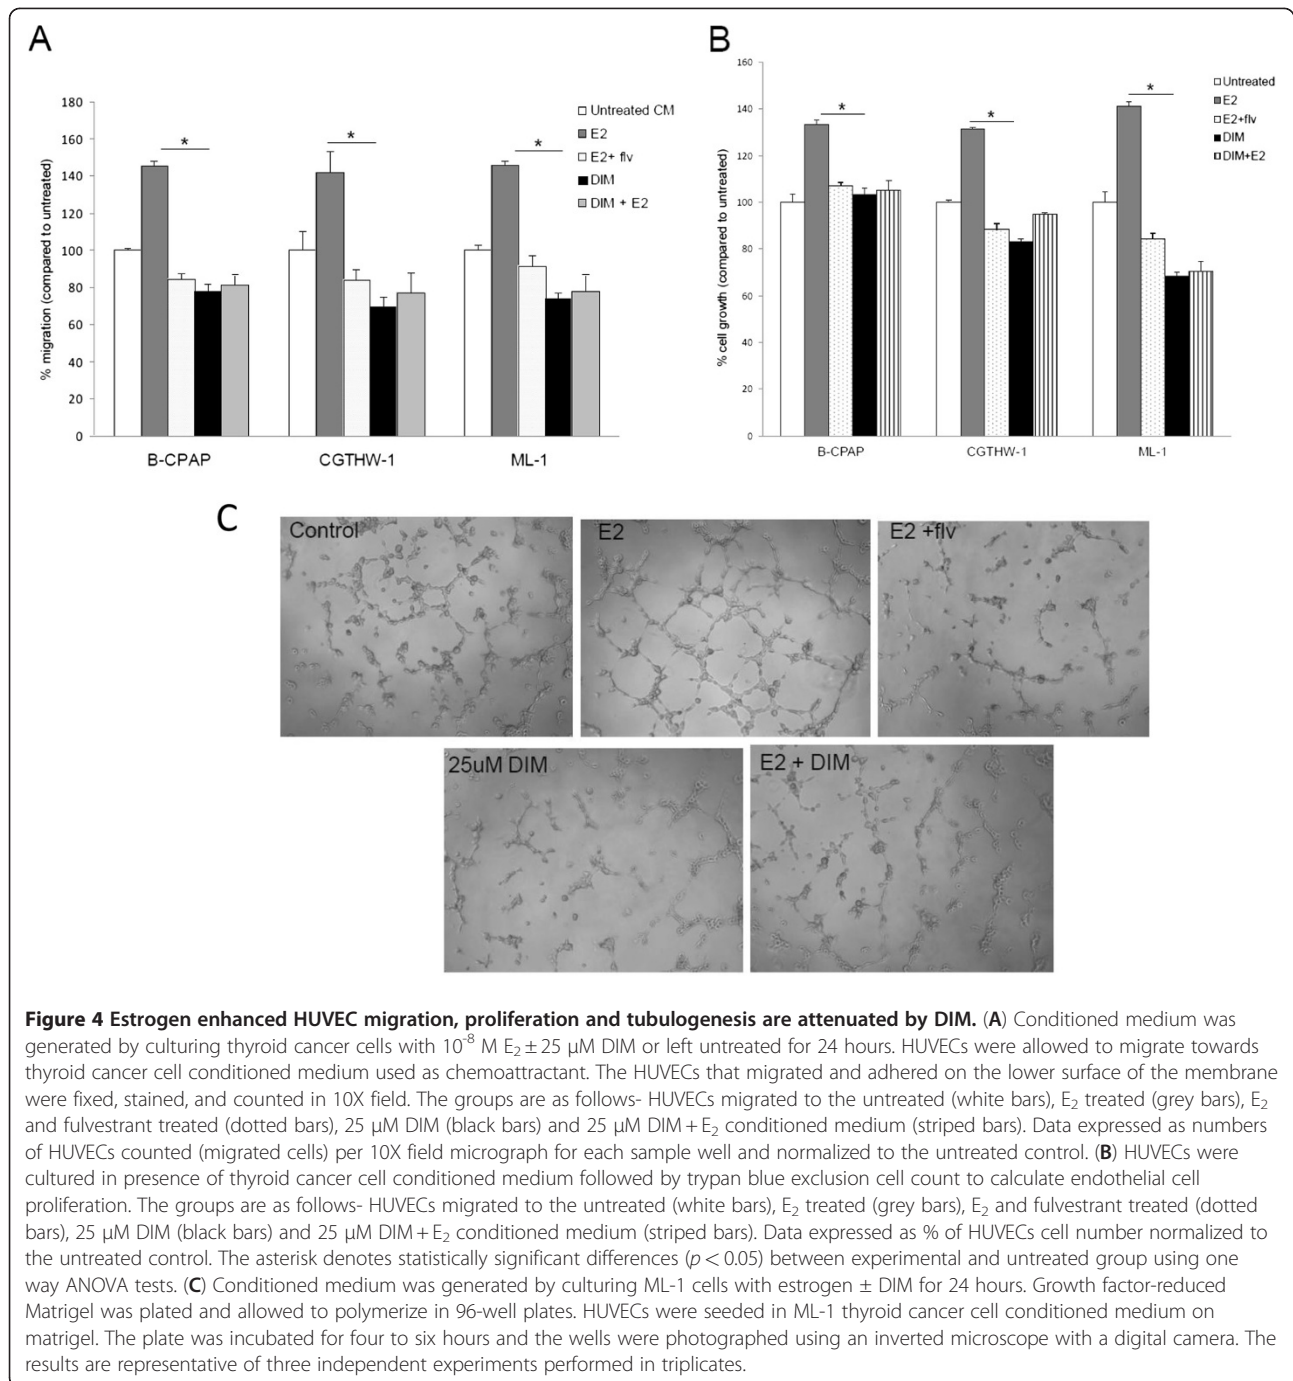 A
% migration (compared to untreated)
180
160
140
120
100
80
60
40
20
0
*
*
*
Untreated CM
E2
E2+ flv
DIM
DIM + E2
B-CPAP
CGTHW-1
ML-1
B
% cell growth (compared to untreated)
160
140
120
100
80
60
40
20
0
*
*
*
Untreated
E2
E2+flv
DIM
DIM+E2
B-CPAP
CGTHW-1
ML-1
C
Control
E2
E2 +flv
25uM DIM
E2 + DIM
Figure 4 Estrogen enhanced HUVEC migration, proliferation and tubulogenesis are attenuated by DIM. (A) Conditioned medium was
generated by culturing thyroid cancer cells with 10⁻⁸ M E₂ ± 25 μM DIM or left untreated for 24 hours. HUVECs were allowed to migrate towards
thyroid cancer cell conditioned medium used as chemoattractant. The HUVECs that migrated and adhered on the lower surface of the membrane
were fixed, stained, and counted in 10X field. The groups are as follows- HUVECs migrated to the untreated (white bars), E₂ treated (grey bars), E₂
and fulvestrant treated (dotted bars), 25 μM DIM (black bars) and 25 μM DIM + E₂ conditioned medium (striped bars). Data expressed as numbers
of HUVECs counted (migrated cells) per 10X field micrograph for each sample well and normalized to the untreated control. (B) HUVECs were
cultured in presence of thyroid cancer cell conditioned medium followed by trypan blue exclusion cell count to calculate endothelial cell
proliferation. The groups are as follows- HUVECs migrated to the untreated (white bars), E₂ treated (grey bars), E₂ and fulvestrant treated (dotted
bars), 25 μM DIM (black bars) and 25 μM DIM + E₂ conditioned medium (striped bars). Data expressed as % of HUVECs cell number normalized to
the untreated control. The asterisk denotes statistically significant differences (p < 0.05) between experimental and untreated group using one
way ANOVA tests. (C) Conditioned medium was generated by culturing ML-1 cells with estrogen ± DIM for 24 hours. Growth factor-reduced
Matrigel was plated and allowed to polymerize in 96-well plates. HUVECs were seeded in ML-1 thyroid cancer cell conditioned medium on
matrigel. The plate was incubated for four to six hours and the wells were photographed using an inverted microscope with a digital camera. The
results are representative of three independent experiments performed in triplicates.